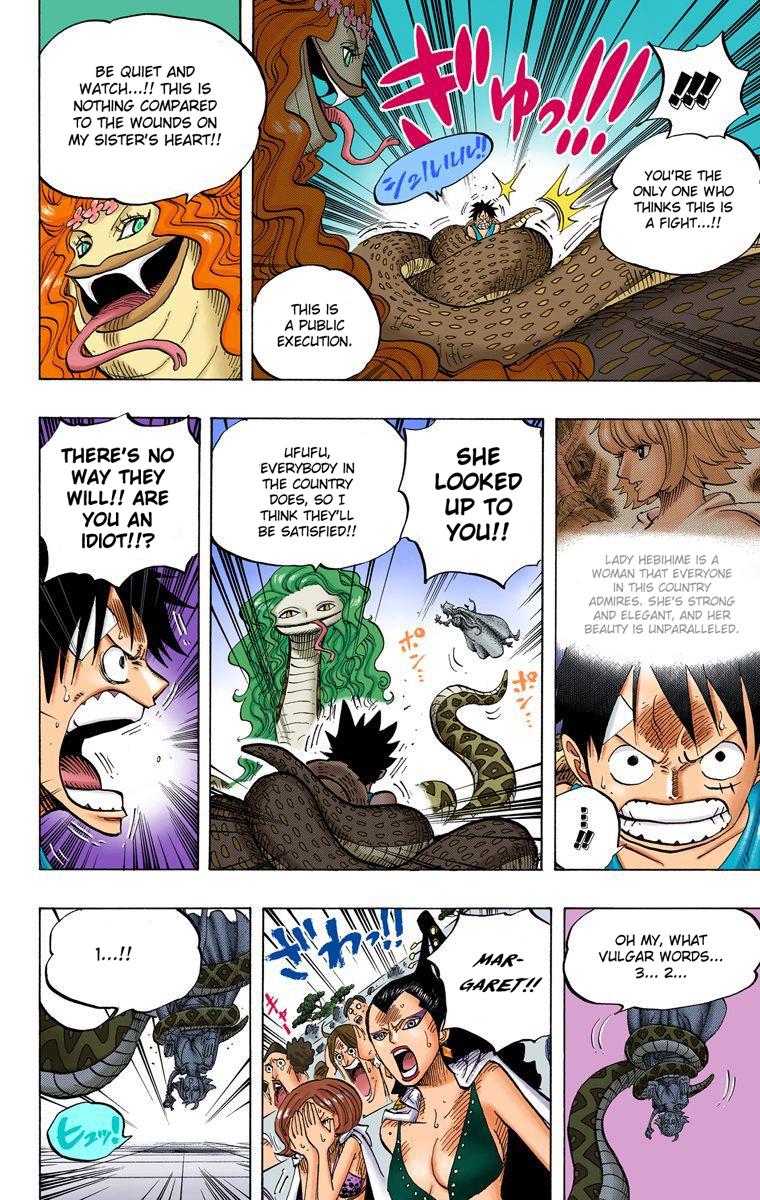 !!!
YOU'RE THE
ONLY ONE WHO
THINKS THIS IS
A FIGHT...!!
ギュっ!!!
THIS IS
A PUBLIC
EXECUTION.
BE QUIET AND
WATCH...!! THIS IS
NOTHING COMPARED
TO THE WOUNDS ON
MY SISTER'S HEART!!
LADY HEBIHIME IS A
WOMAN THAT EVERYONE
IN THIS COUNTRY
ADMIRES. SHE'S STRONG
AND ELEGANT, AND HER
BEAUTY IS UNPARALLELED.
...!!
SHE
LOOKED
UP TO
YOU!!
UFUFU,
EVERYBODY IN
THE COUNTRY
DOES, SO I
THINK THEY'LL
BE SATISFIED!!
ポン
ポン
THERE'S NO
WAY THEY
WILL!! ARE
YOU AN
IDIOT!!?
OH MY, WHAT
VULGAR WORDS...
3... 2...
MAR-
GARET!!
ざわっ!!
キャー
1...!!
ヒュッ!